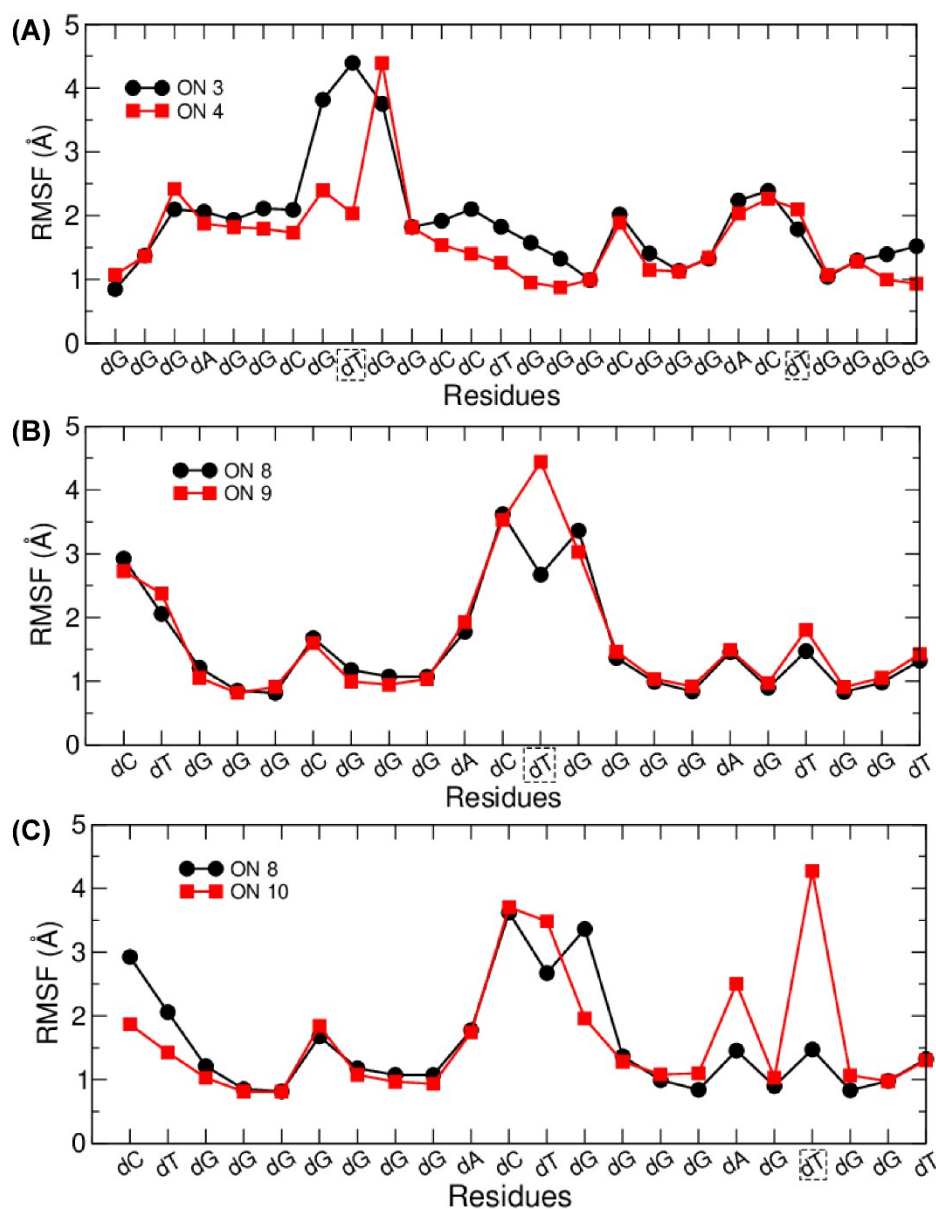 (A)
5
4
3
2
1
0
RMSF (Å)
ON 3
ON 4
dG dG dG dA dG dG dC dG dT dG dG dC dC dT dG dG dG dC dG dG dG dA dC dT dG dG dG dG
Residues
(B)
5
4
3
2
1
0
RMSF (Å)
ON 8
ON 9
dC dT dG dG dG dC dG dG dG dA dC dT dG dG dG dG dA dG dT dG dG dT
Residues
(C)
5
4
3
2
1
0
RMSF (Å)
ON 8
ON 10
dC dT dG dG dG dG dG dG dG dA dC dT dG dG dG dG dA dG dT dG dG dT
Residues